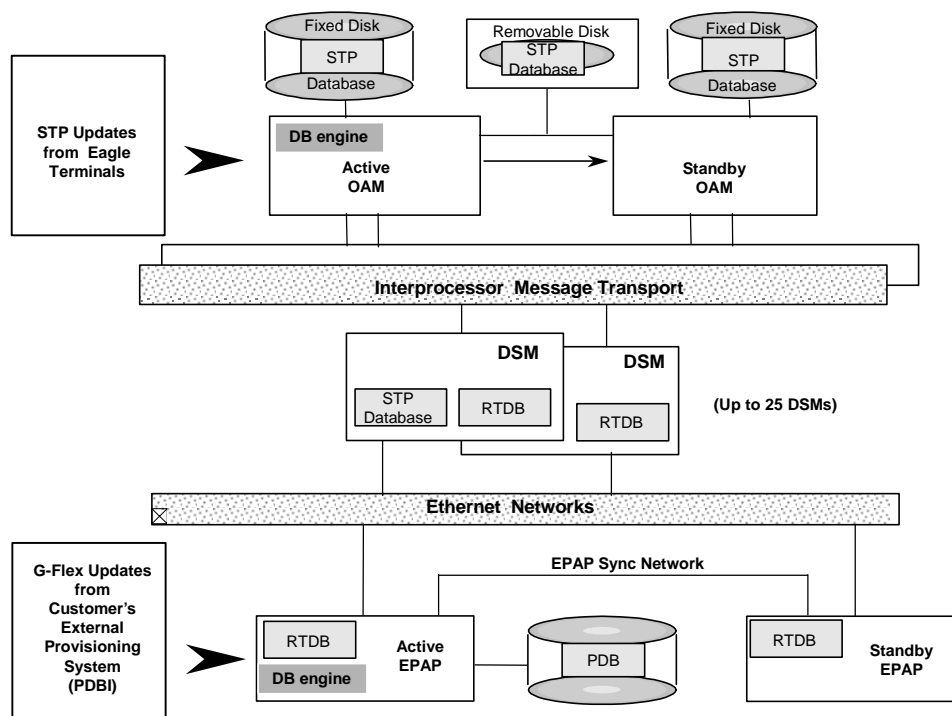 Fixed Disk
STP
Database
Removable Disk
STP
Database
Fixed Disk
STP
Database
STP Updates
from Eagle
Terminals
DB engine
Active
OAM
Standby
OAM
Interprocessor Message Transport
DSM
STP
Database
RTDB
DSM
RTDB
(Up to 25 DSMs)
Ethernet Networks
G-Flex Updates
from
Customer's
External
Provisioning
System
(PDBI)
EPAP Sync Network
RTDB
DB engine
Active
EPAP
PDB
RTDB
Standby
EPAP